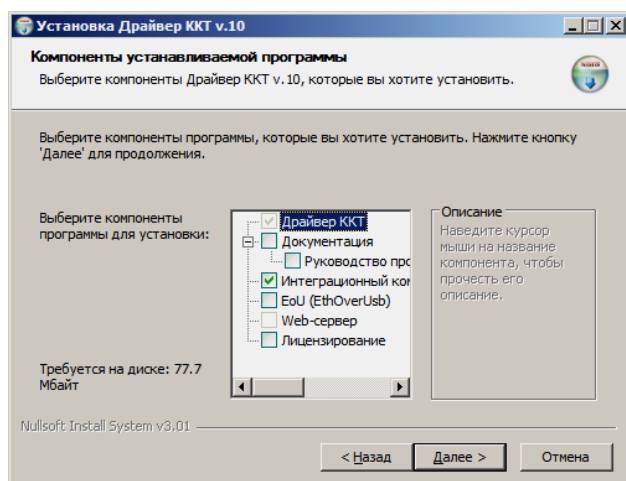 Установка Драйвер ККТ v.10
Компоненты устанавливаемой программы
Выберите компоненты Драйвер ККТ v.10, которые вы хотите установить.
Выберите компоненты программы, которые вы хотите установить. Нажмите кнопку
'Далее' для продолжения.
Выберите компоненты
программы для установки:
Драйвер ККТ
Документация
Руководство про
Интеграционный ком
EoU (EthOverUsb)
Web-сервер
Лицензирование
Описание
Наведите курсор
мыши на название
компонента, чтобы
прочесть его
описание.
Требуется на диске: 77.7
Мбайт
Nullsoft Install System v3.01
< Назад
Далее >
Отмена